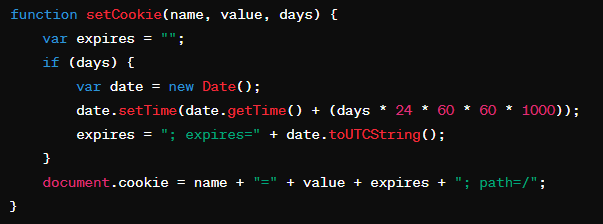 function setCookie(name, value, days) {
    var expires = "";
    if (days) {
        var date = new Date();
        date.setTime(date.getTime() + (days * 24 * 60 * 60 * 1000));
        expires = "; expires=" + date.toUTCString();
    }
    document.cookie = name + "=" + value + expires + "; path=/";
}